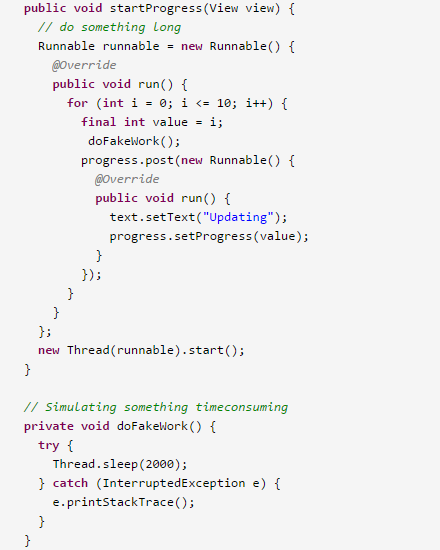 public void startProgress(View view) {
  // do something long
  Runnable runnable = new Runnable() {
    @Override
    public void run() {
      for (int i = 0; i <= 10; i++) {
        final int value = i;
         doFakeWork();
        progress.post(new Runnable() {
          @Override
          public void run() {
            text.setText("Updating");
            progress.setProgress(value);
          }
        });
      }
    }
  };
  new Thread(runnable).start();
}

// Simulating something timeconsuming
private void doFakeWork() {
  try {
    Thread.sleep(2000);
  } catch (InterruptedException e) {
    e.printStackTrace();
  }
}